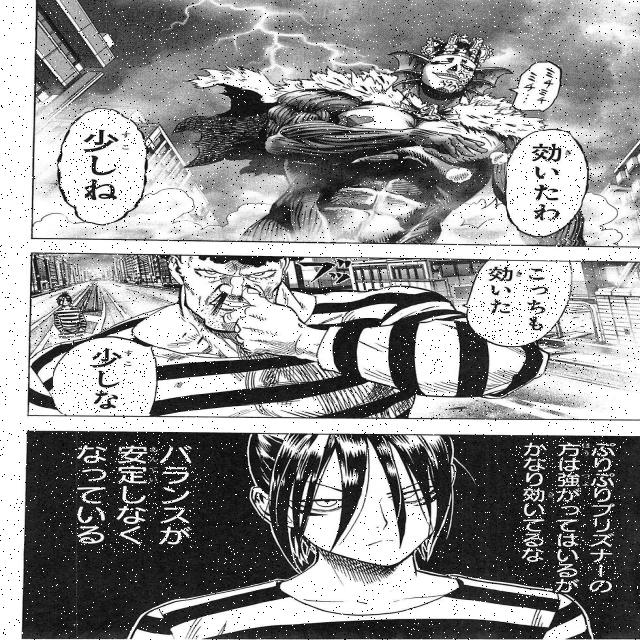 ミチ
ミチ
ミチ
効いたわ
少しね
こっちも
効いた
ブッ
少しな
ぷりぷりプリズナーの
方は強がってはいるが
かなり効いてるな
バランスが
安定しなく
なっている